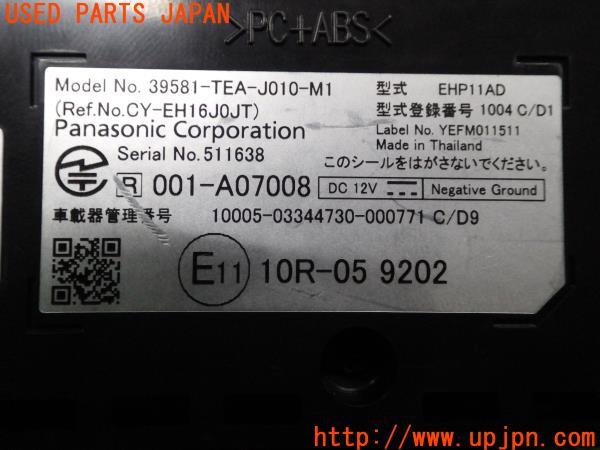 USED PARTS JAPAN
>PC+ABS<
Model No. 39581-TEA-J010-M1 型式 EHP11AD
(Ref.No.CY-EH16J0JT) 型式登録番号 1004 C/D1
Panasonic Corporation Label No. YEFM011511
Serial No.511638 Made in Thailand
このシールをはがさないでください。
R 001-A07008 DC 12V Negative Ground
車載器管理番号 10005-03344730-000771 C/D9
E11 10R-05 9202
UPJ
http://www.upjpn.com